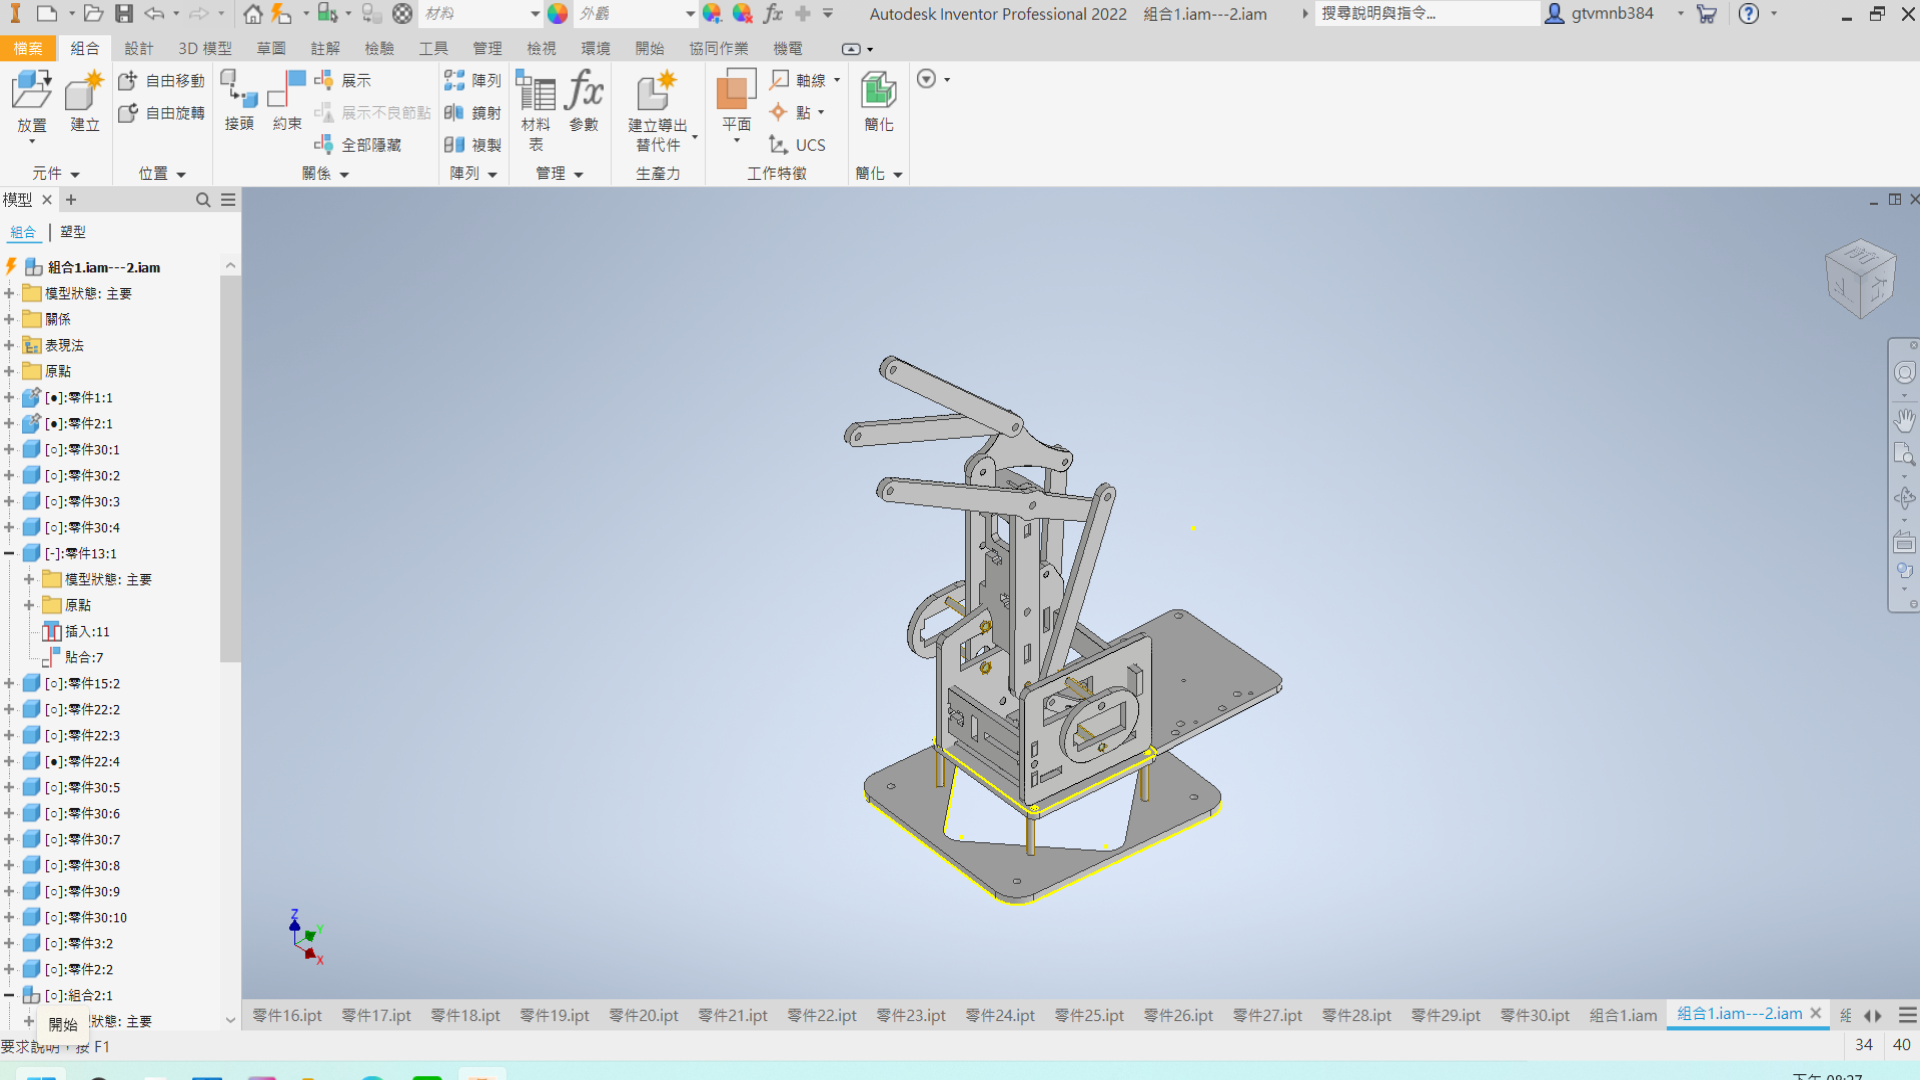 材料
外觀
fx
Autodesk Inventor Professional 2022 組合1.iam---2.iam
搜尋說明與指令...
gtvmnb384
檔案 組合 設計 3D 模型 草圖 註解 檢驗 工具 管理 檢視 環境 開始 協同作業 機電
放置
建立
元件
自由移動
自由旋轉
位置
接頭
約束
展示
展示不良節點
全部隱藏
關係
陣列
鏡射
複製
陣列
材料表
fx
參數
管理
建立導出
替代件
生產力
平面
軸線
點
UCS
工作特徵
簡化
簡化
模型
組合 | 塑型
組合1.iam---2.iam
模型狀態: 主要
關係
表現法
原點
[●]:零件1:1
[●]:零件2:1
[○]:零件30:1
[○]:零件30:2
[○]:零件30:3
[○]:零件30:4
[-]:零件13:1
模型狀態: 主要
原點
插入:11
貼合:7
[○]:零件15:2
[○]:零件22:2
[○]:零件22:3
[●]:零件22:4
[○]:零件30:5
[○]:零件30:6
[○]:零件30:7
[○]:零件30:8
[○]:零件30:9
[○]:零件30:10
[○]:零件3:2
[○]:零件2:2
[○]:組合2:1
狀態: 主要
開始
Z
Y
X
零件16.ipt 零件17.ipt 零件18.ipt 零件19.ipt 零件20.ipt 零件21.ipt 零件22.ipt 零件23.ipt 零件24.ipt 零件25.ipt 零件26.ipt 零件27.ipt 零件28.ipt 零件29.ipt 零件30.ipt 組合1.iam 組合1.iam---2.iam
要求說明，按 F1
34 40
下午 08:27